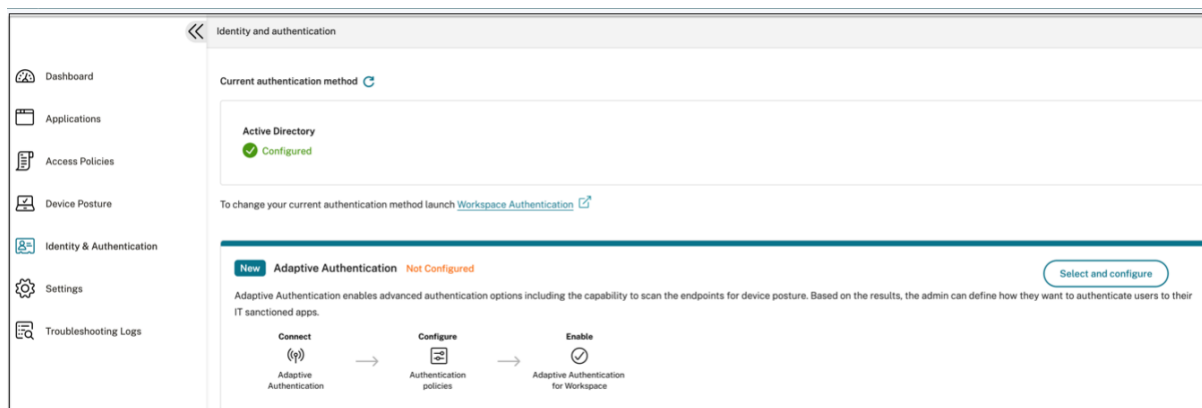 Identity and authentication
Dashboard
Applications
Access Policies
Device Posture
Identity & Authentication
Settings
Troubleshooting Logs
Current authentication method
Active Directory
Configured
To change your current authentication method launch Workspace Authentication
New Adaptive Authentication Not Configured
Select and configure
Adaptive Authentication enables advanced authentication options including the capability to scan the endpoints for device posture. Based on the results, the admin can define how they want to authenticate users to their
IT sanctioned apps.
Connect
Adaptive
Authentication
Configure
Authentication
policies
Enable
Adaptive Authentication
for Workspace